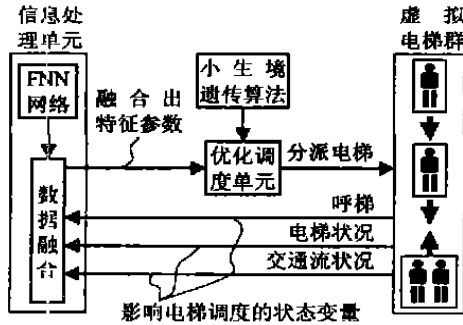 信息处
理单元
FNN
网络
数据融合
融合出
特征参数
小生境
遗传算法
优化调
度单元
分派电梯
呼梯
电梯状况
交通流状况
影响电梯调度的状态变量
虚拟
电梯群